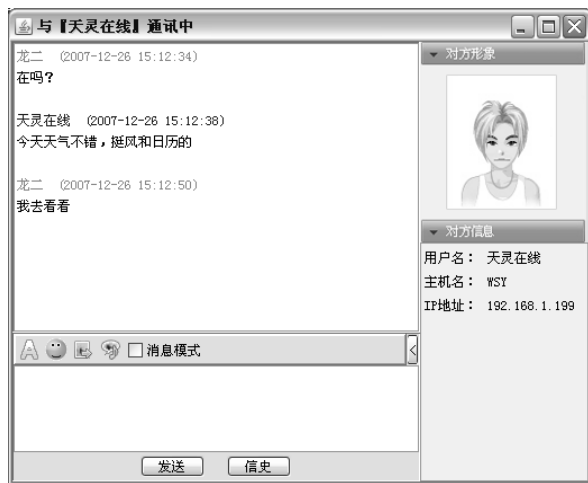 与『天灵在线』通讯中
龙二 (2007-12-26 15:12:34)
在吗?
天灵在线 (2007-12-26 15:12:38)
今天天气不错，挺风和日历的
龙二 (2007-12-26 15:12:50)
我去看看
消息模式
发送
信史
对方形象
对方信息
用户名： 天灵在线
主机名： WSY
IP地址： 192.168.1.199